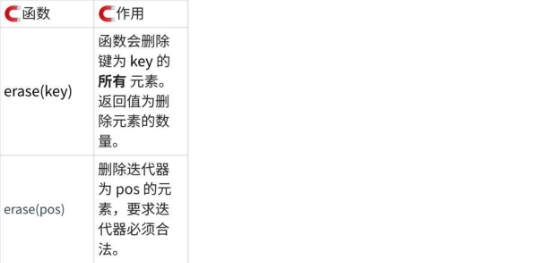 函数
作用
erase(key)
函数会删除
键为 key 的
所有 元素。
返回值为删
除元素的数
量。
erase(pos)
删除迭代器
为 pos 的元
素，要求迭
代器必须合
法。